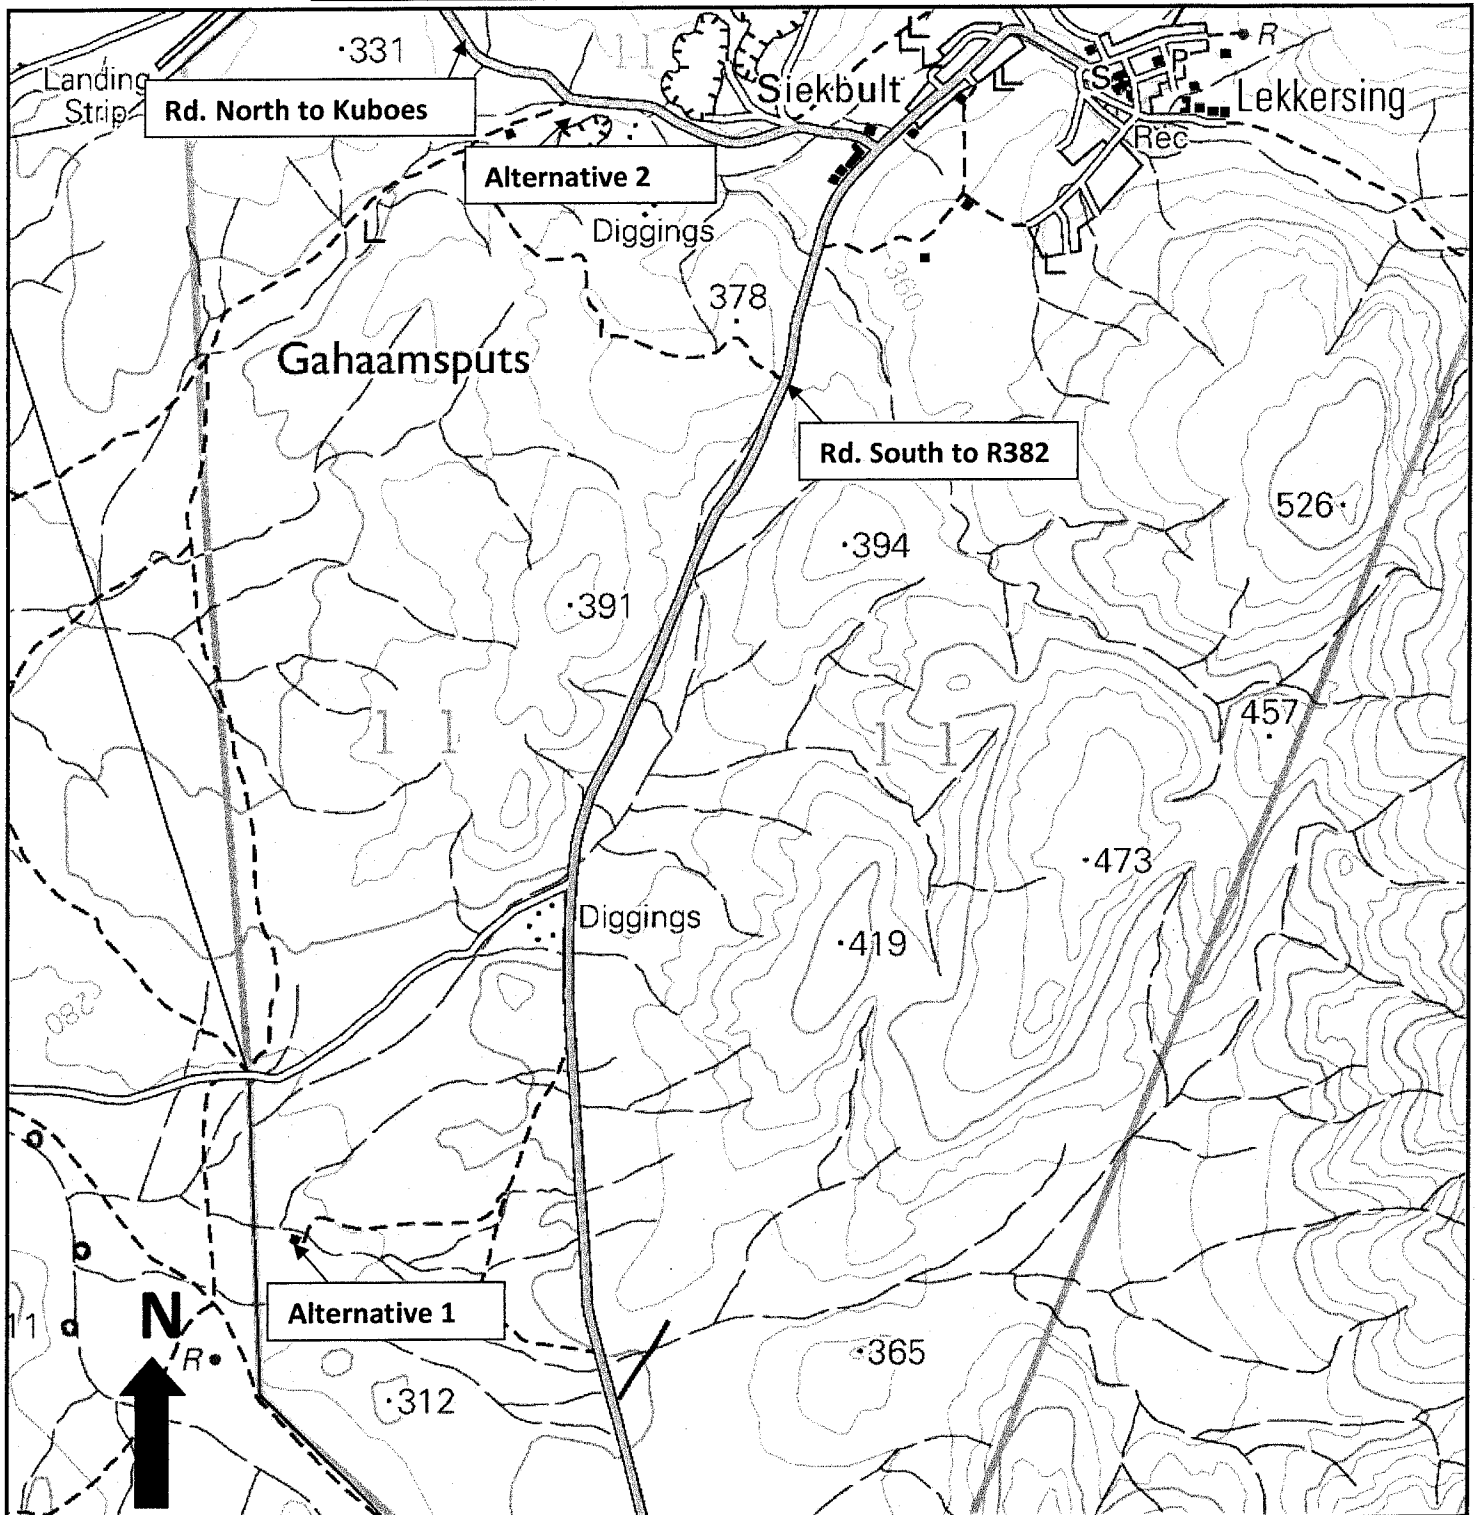 331
11
R
Landing
Strip
Rd. North to Kuboes
Siekbult
S
P
Lekkersing
Rec
Alternative 2
Diggings
360
378
Gahaamsputs
Rd. South to R382
526
394
391
457
11
11
473
Diggings
419
280
Alternative 1
N
11
R
365
312